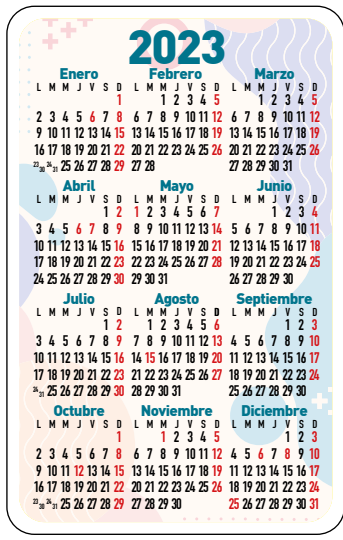 2023
Enero Febrero Marzo
L M M J V S D L M M J V S D L M M J V S D
1 1 2 3 4 5 1 2 3 4 5
2 3 4 5 6 7 8 6 7 8 9 10 11 12 6 7 8 9 10 11 12
9 10 11 12 13 14 15 13 14 15 16 17 18 19 13 14 15 16 17 18 19
16 17 18 19 20 21 22 20 21 22 23 24 25 26 20 21 22 23 24 25 26
23 30 24 31 25 26 27 28 29 27 28 27 28 29 30 31
Abril Mayo Junio
L M M J V S D L M M J V S D L M M J V S D
1 2 1 2 3 4 5 6 7 1 2 3 4
3 4 5 6 7 8 9 8 9 10 11 12 13 14 5 6 7 8 9 10 11
10 11 12 13 14 15 16 15 16 17 18 19 20 21 12 13 14 15 16 17 18
17 18 19 20 21 22 23 22 23 24 25 26 27 28 19 20 21 22 23 24 25
24 25 26 27 28 29 30 29 30 31 26 27 28 29 30
Julio Agosto Septiembre
L M M J V S D L M M J V S D L M M J V S D
1 2 1 2 3 4 5 6 1 2 3
3 4 5 6 7 8 9 7 8 9 10 11 12 13 4 5 6 7 8 9 10
10 11 12 13 14 15 16 14 15 16 17 18 19 20 11 12 13 14 15 16 17
17 18 19 20 21 22 23 21 22 23 24 25 26 27 18 19 20 21 22 23 24
24 31 25 26 27 28 29 30 28 29 30 31 25 26 27 28 29 30
Octubre Noviembre Diciembre
L M M J V S D L M M J V S D L M M J V S D
1 1 2 3 4 5 1 2 3
2 3 4 5 6 7 8 6 7 8 9 10 11 12 4 5 6 7 8 9 10
9 10 11 12 13 14 15 13 14 15 16 17 18 19 11 12 13 14 15 16 17
16 17 18 19 20 21 22 20 21 22 23 24 25 26 18 19 20 21 22 23 24
23 30 24 31 25 26 27 28 29 27 28 29 30 25 26 27 28 29 30 31